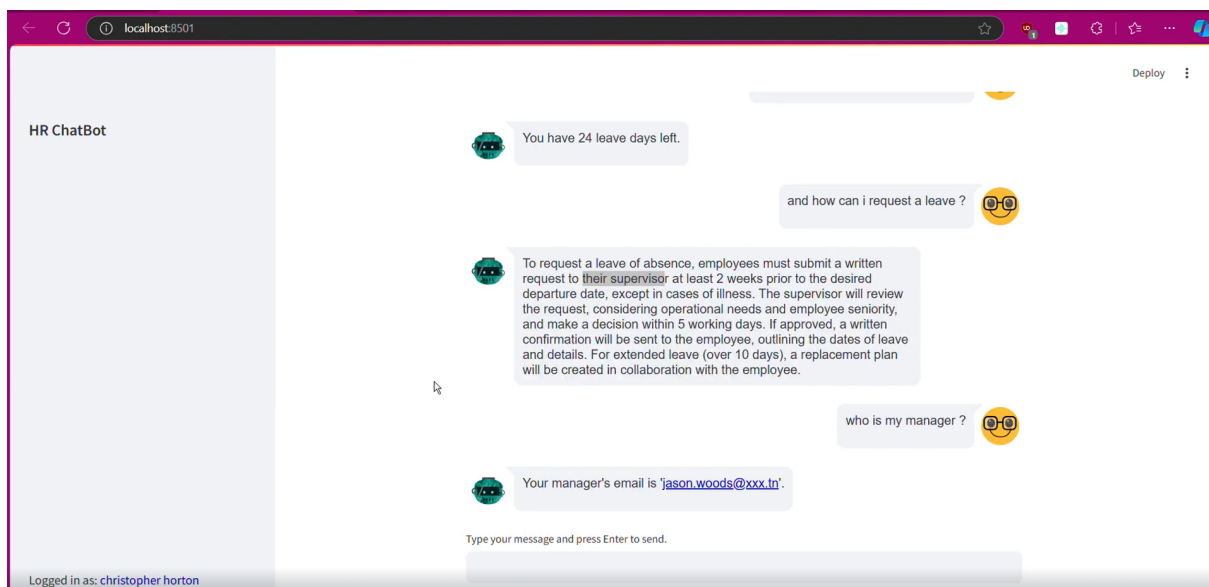 localhost:8501
1
Deploy
HR ChatBot
You have 24 leave days left.
and how can i request a leave ?
To request a leave of absence, employees must submit a written
request to their supervisor at least 2 weeks prior to the desired
departure date, except in cases of illness. The supervisor will review
the request, considering operational needs and employee seniority,
and make a decision within 5 working days. If approved, a written
confirmation will be sent to the employee, outlining the dates of leave
and details. For extended leave (over 10 days), a replacement plan
will be created in collaboration with the employee.
who is my manager ?
Your manager's email is 'jason.woods@xxx.tn'.
Type your message and press Enter to send.
Logged in as: christopher horton